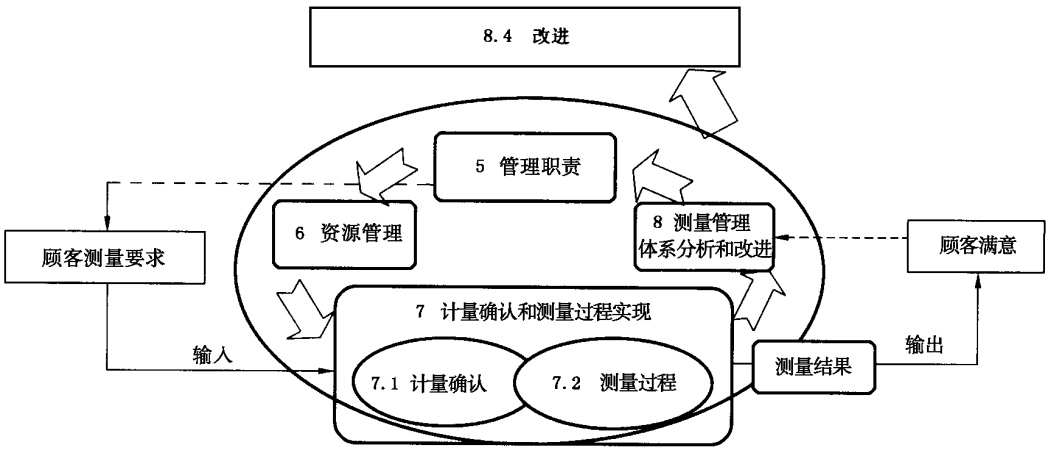 8.4 改进
5 管理职责
6 资源管理
8 测量管理
体系分析和改进
顾客测量要求
顾客满意
7 计量确认和测量过程实现
输入
输出
7.1 计量确认
7.2 测量过程
测量结果